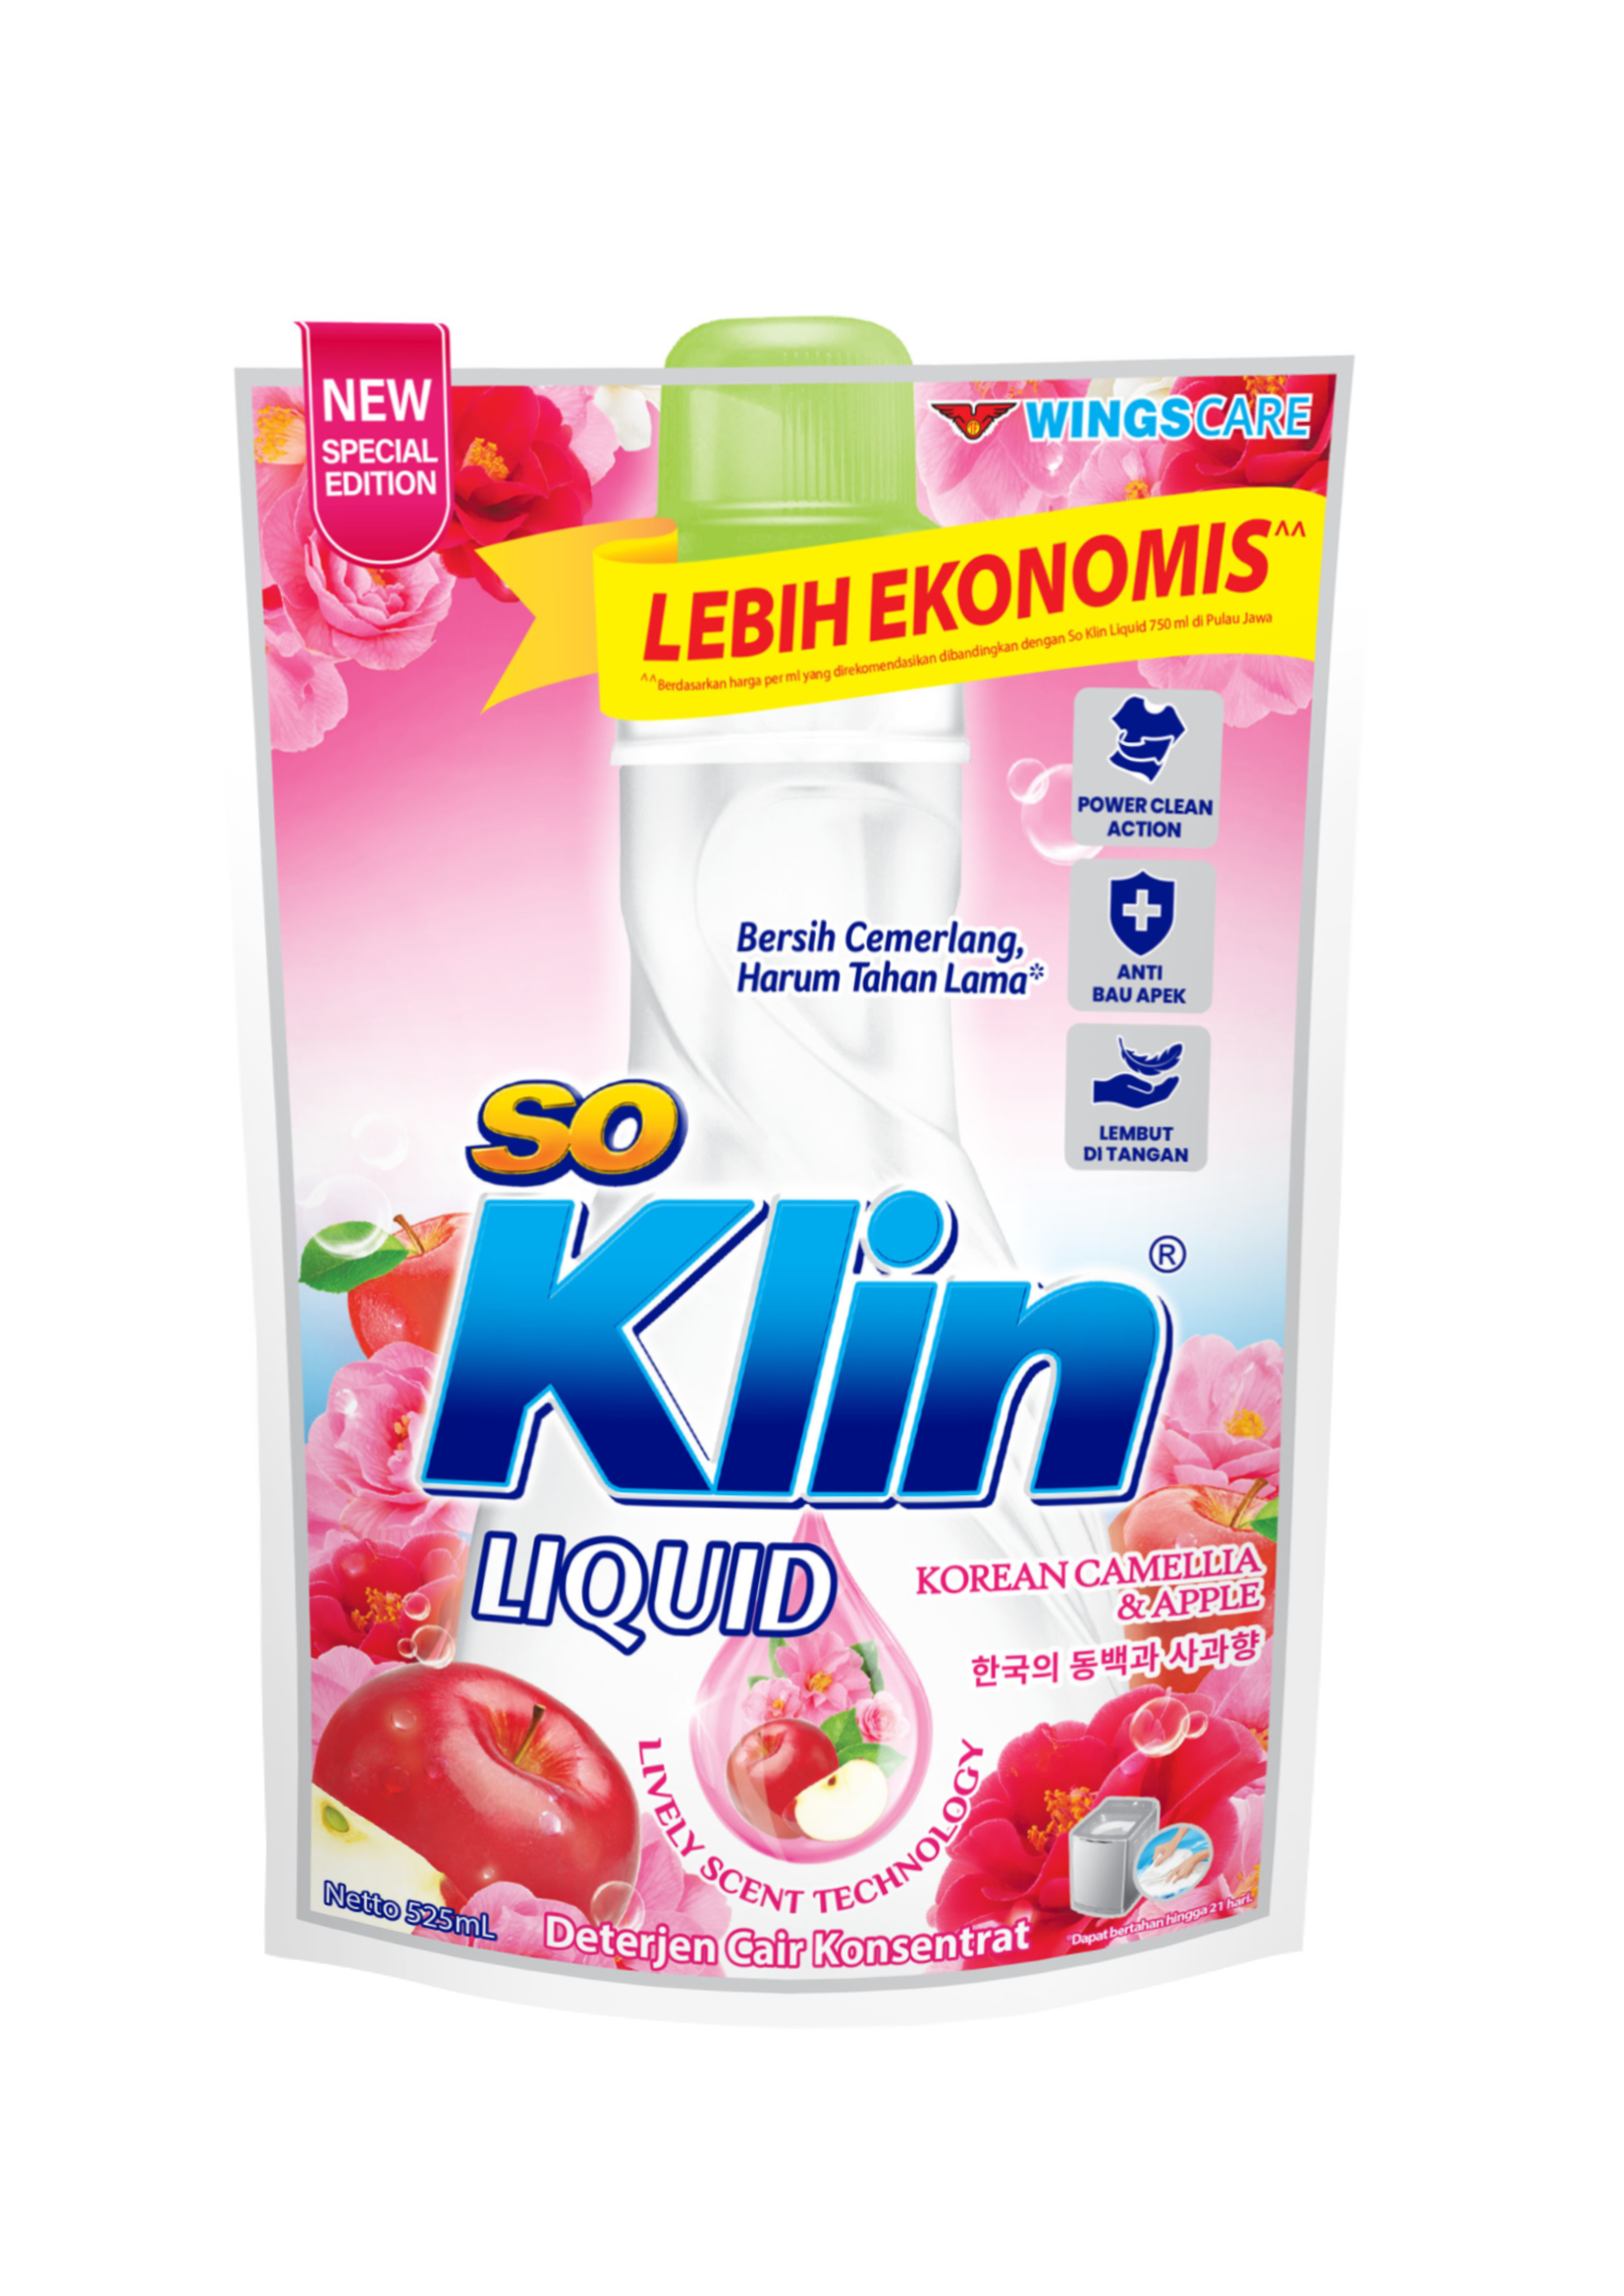 NEW
SPECIAL
EDITION
WINGSCARE
LEBIH EKONOMIS^^
^^Berdasarkan harga per ml yang direkomendasikan dibandingkan dengan So Klin Liquid 750 ml di Pulau Jawa
POWER CLEAN
ACTION
ANTI
BAU APEK
LEMBUT
DI TANGAN
Bersih Cemerlang,
Harum Tahan Lama*
so
Klin
®
LIQUID
KOREAN CAMELLIA
& APPLE
한국의 동백과 사과향
LIVELY SCENT TECHNOLOGY
Netto 525mL
Deterjen Cair Konsentrat
*Dapat bertahan hingga 21 hari.